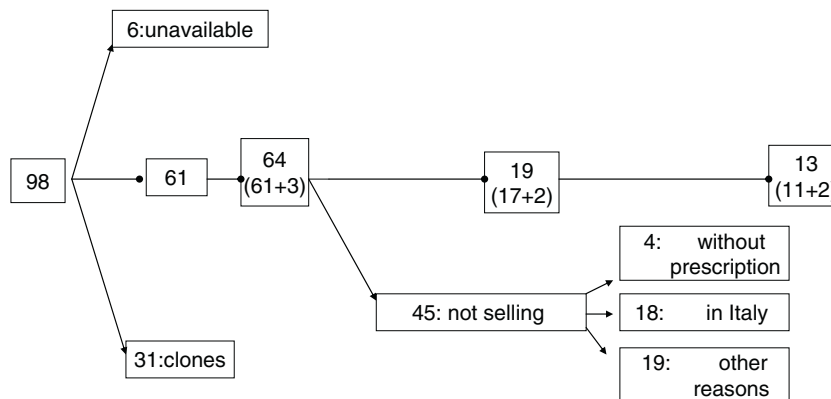 6:unavailable
98
61
64
(61+3)
19
(17+2)
13
(11+2)
4: without
prescription
45: not selling
18: in Italy
31:clones
19: other
reasons